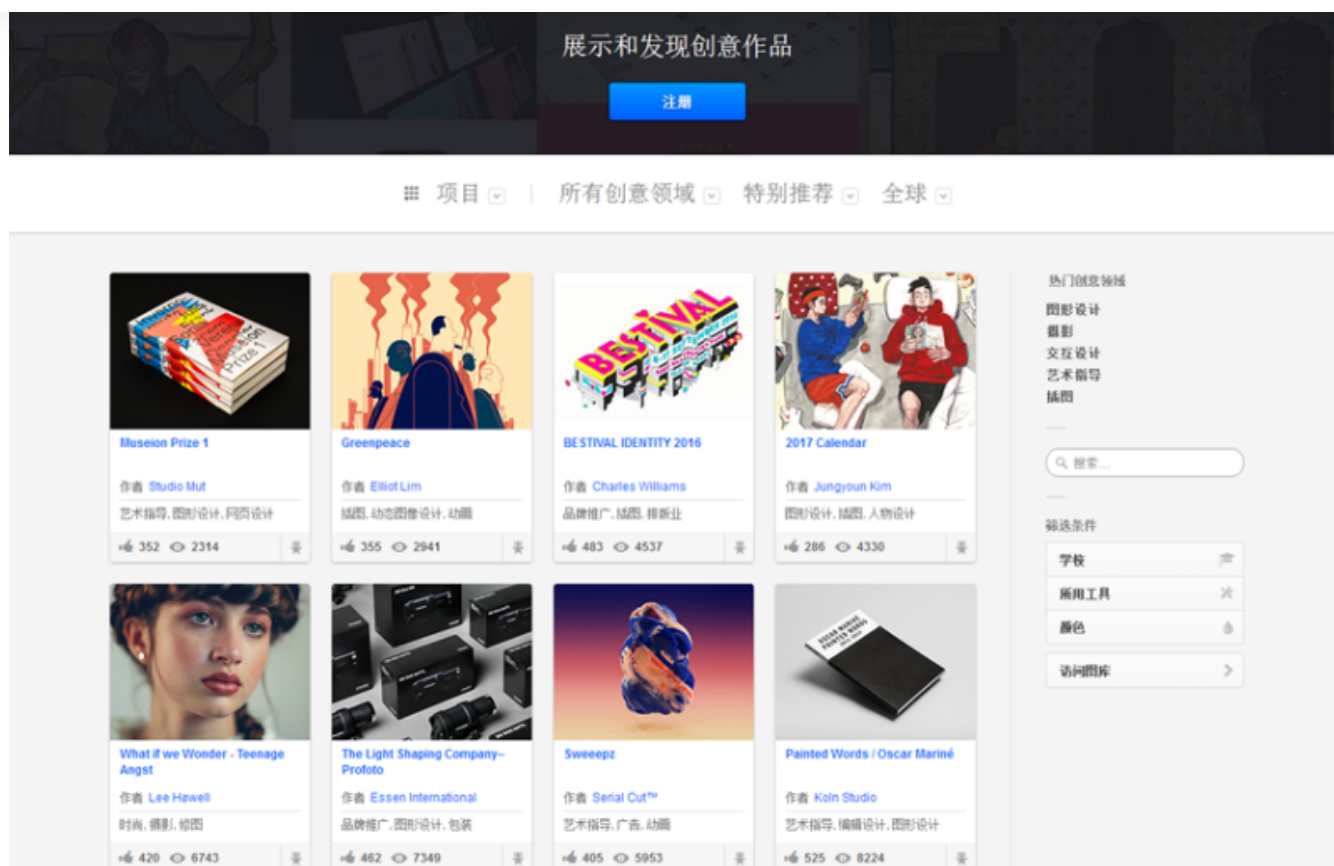 展示和发现创意作品
注册
项目 所有创意领域 特别推荐 全球
Museion Prize 1
作者 Studio Mut
艺术指导, 图形设计, 网页设计
352 2314
Greenpeace
作者 Elliot Lim
插图, 动态图像设计, 动画
355 2941
BESTIVAL
BESTIVAL IDENTITY 2016
作者 Charles Williams
品牌推广, 插图, 排版业
483 4537
2017 Calendar
作者 Jungyoun Kim
图形设计, 插图, 人物设计
286 4330
What if we Wonder - Teenage
Angst
作者 Lee Howell
时尚, 摄影, 修图
420 6743
The Light Shaping Company–
Profoto
作者 Essen International
品牌推广, 图形设计, 包装
462 7349
Sweeepz
作者 Serial Cut™
艺术指导, 广告, 动画
405 5953
OSCAR MARINÉ
PAINTED WORDS
Painted Words / Oscar Mariné
作者 Koln Studio
艺术指导, 编辑设计, 图形设计
525 8224
热门创意领域
图形设计
摄影
交互设计
艺术指导
插图
搜索...
筛选条件
学校
所用工具
颜色
访问图库